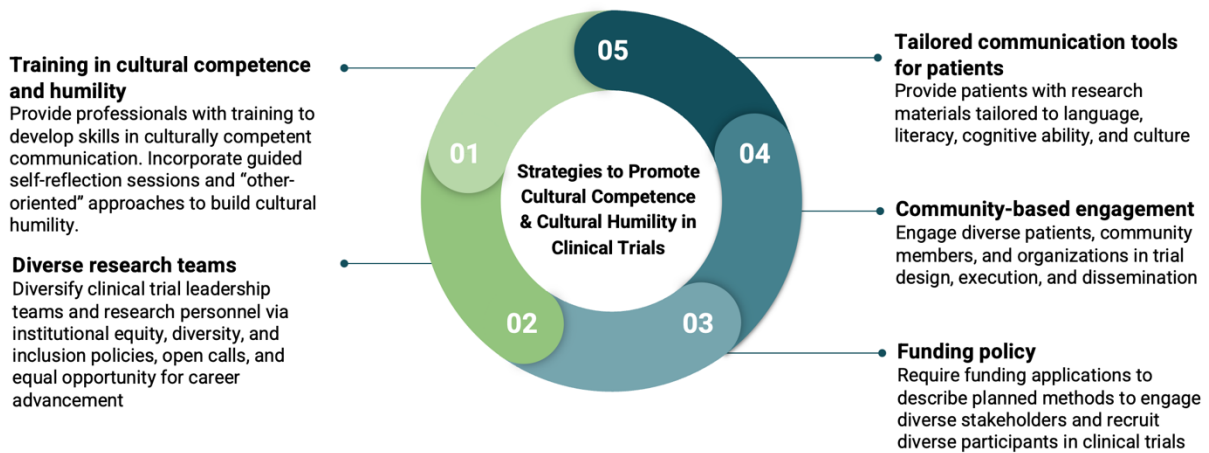 Training in cultural competence
and humility
Provide professionals with training to
develop skills in culturally competent
communication. Incorporate guided
self-reflection sessions and “other-
oriented” approaches to build cultural
humility.
Diverse research teams
Diversify clinical trial leadership
teams and research personnel via
institutional equity, diversity, and
inclusion policies, open calls, and
equal opportunity for career
advancement
01
02
03
04
05
Strategies to Promote
Cultural Competence
& Cultural Humility in
Clinical Trials
Tailored communication tools
for patients
Provide patients with research
materials tailored to language,
literacy, cognitive ability, and culture
Community-based engagement
Engage diverse patients, community
members, and organizations in trial
design, execution, and dissemination
Funding policy
Require funding applications to
describe planned methods to engage
diverse stakeholders and recruit
diverse participants in clinical trials